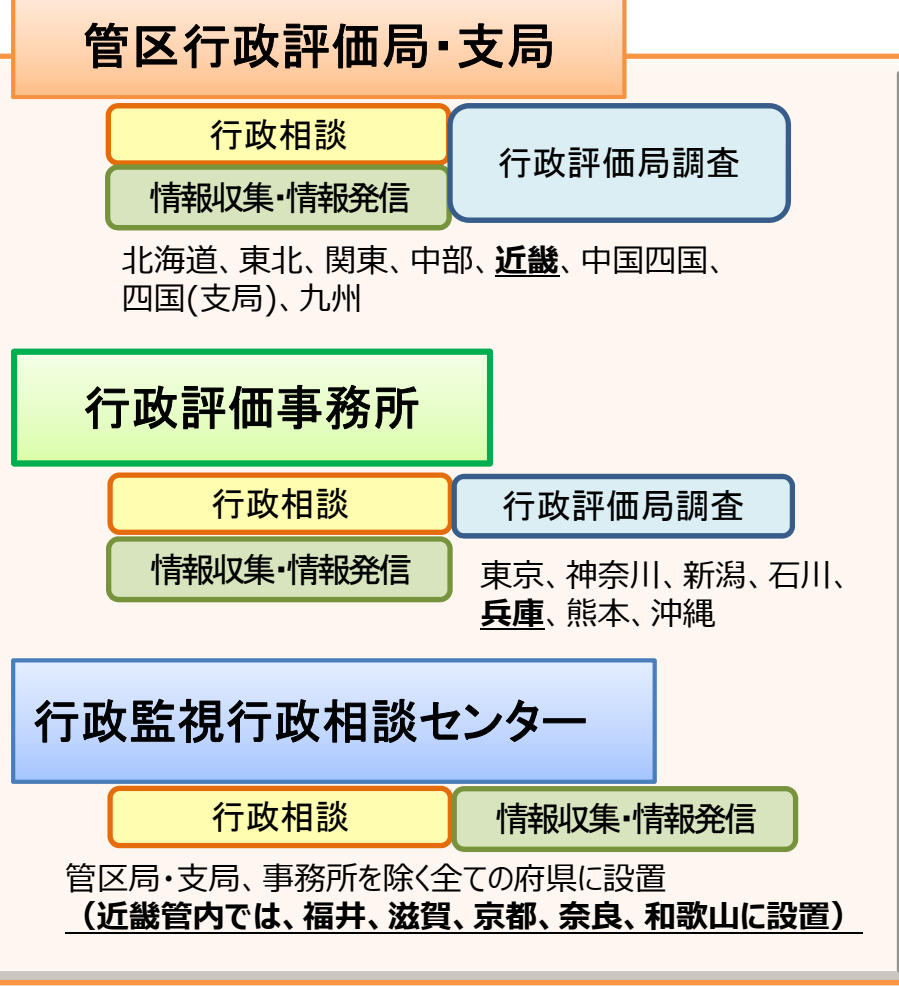 管区行政評価局・支局
行政相談
行政評価局調査
情報収集・情報発信
北海道、東北、関東、中部、近畿、中国四国、
四国(支局)、九州
行政評価事務所
行政相談
行政評価局調査
情報収集・情報発信
東京、神奈川、新潟、石川、
兵庫、熊本、沖縄
行政監視行政相談センター
行政相談
情報収集・情報発信
管区局・支局、事務所を除く全ての府県に設置
（近畿管内では、福井、滋賀、京都、奈良、和歌山に設置）